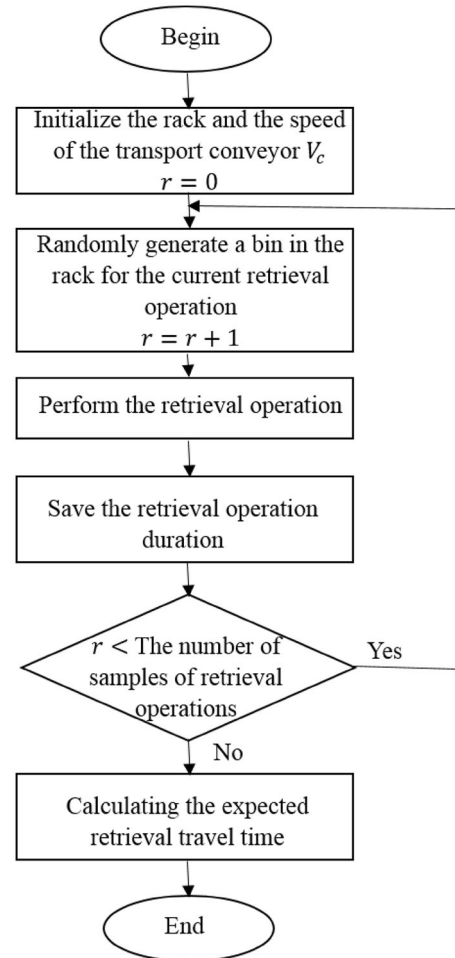 Begin
Initialize the rack and the speed
of the transport conveyor V_c
r = 0
Randomly generate a bin in the
rack for the current retrieval
operation
r = r + 1
Perform the retrieval operation
Save the retrieval operation
duration
r < The number of
samples of retrieval
operations
Yes
No
Calculating the expected
retrieval travel time
End